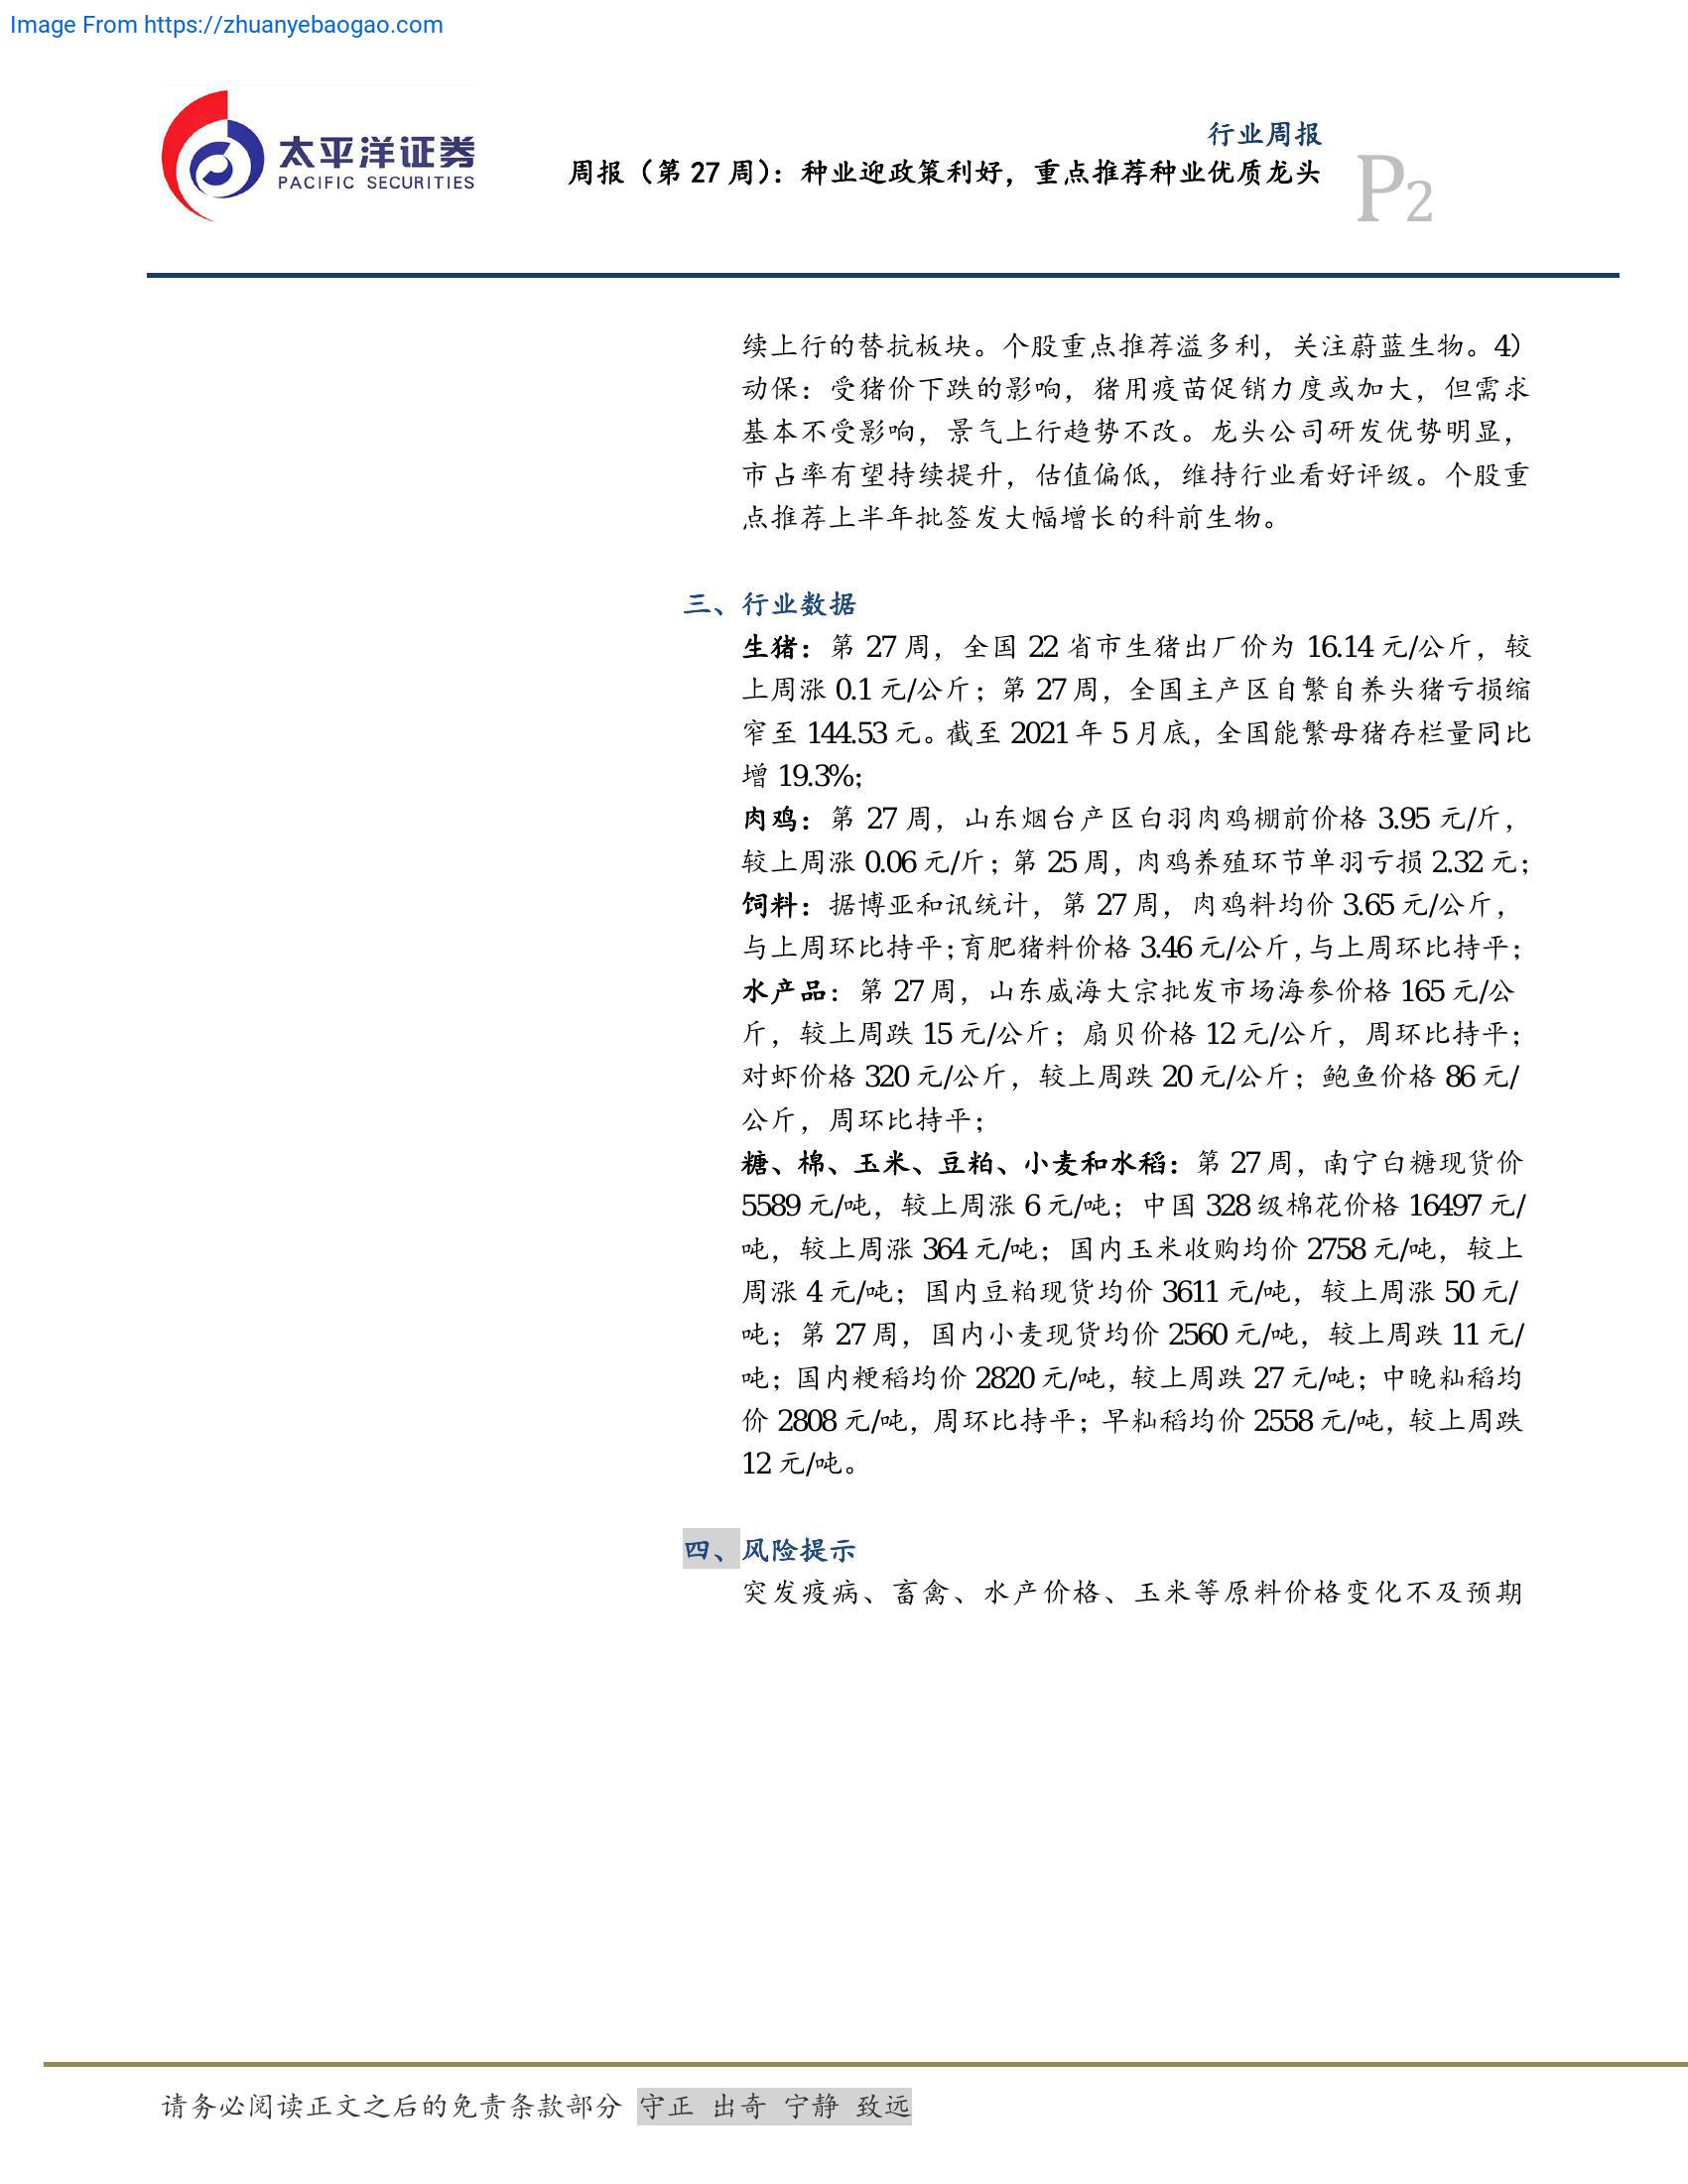 Image From https://zhuanyebaogao.com
太平洋证券
PACIFIC SECURITIES
行业周报
周报（第 27 周）：种业迎政策利好，重点推荐种业优质龙头
P2
续上行的替抗板块。个股重点推荐溢多利，关注蔚蓝生物。4）
动保：受猪价下跌的影响，猪用疫苗促销力度或加大，但需求
基本不受影响，景气上行趋势不改。龙头公司研发优势明显，
市占率有望持续提升，估值偏低，维持行业看好评级。个股重
点推荐上半年批签发大幅增长的科前生物。
三、行业数据
生猪：第 27 周，全国 22 省市生猪出厂价为 16.14 元/公斤，较
上周涨 0.1 元/公斤；第 27 周，全国主产区自繁自养头猪亏损缩
窄至 144.53 元。截至 2021 年 5 月底，全国能繁母猪存栏量同比
增 19.3%；
肉鸡：第 27 周，山东烟台产区白羽肉鸡棚前价格 3.95 元/斤，
较上周涨 0.06 元/斤；第 25 周，肉鸡养殖环节单羽亏损 2.32 元；
饲料：据博亚和讯统计，第 27 周，肉鸡料均价 3.65 元/公斤，
与上周环比持平；育肥猪料价格 3.46 元/公斤，与上周环比持平；
水产品：第 27 周，山东威海大宗批发市场海参价格 165 元/公
斤，较上周跌 15 元/公斤；扇贝价格 12 元/公斤，周环比持平；
对虾价格 320 元/公斤，较上周跌 20 元/公斤；鲍鱼价格 86 元/
公斤，周环比持平；
糖、棉、玉米、豆粕、小麦和水稻：第 27 周，南宁白糖现货价
5589 元/吨，较上周涨 6 元/吨；中国 328 级棉花价格 16497 元/
吨，较上周涨 364 元/吨；国内玉米收购均价 2758 元/吨，较上
周涨 4 元/吨；国内豆粕现货均价 3611 元/吨，较上周涨 50 元/
吨；第 27 周，国内小麦现货均价 2560 元/吨，较上周跌 11 元/
吨；国内粳稻均价 2820 元/吨，较上周跌 27 元/吨；中晚籼稻均
价 2808 元/吨，周环比持平；早籼稻均价 2558 元/吨，较上周跌
12 元/吨。
四、风险提示
突发疫病、畜禽、水产价格、玉米等原料价格变化不及预期
请务必阅读正文之后的免责条款部分 守正 出奇 宁静 致远